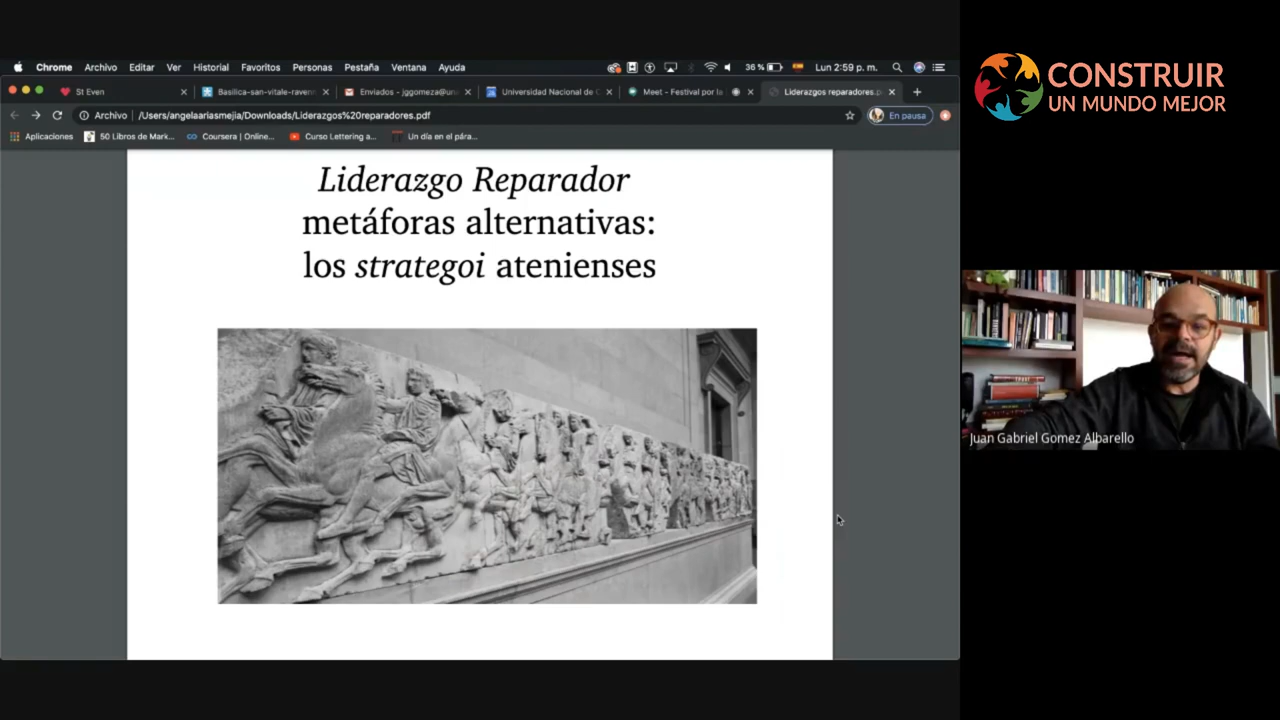 Chrome Archivo Editar Ver Historial Favoritos Personas Pestaña Ventana Ayuda 36 % Lun 2:59 p. m.
St Even Basilica-san-vitale-raven Enviados - jggomeza@un Universidad Nacional de C Meet - Festival por la Liderazgos reparadores.p
Archivo /Users/angelaariasmejia/Downloads/Liderazgos%20reparadores.pdf En pausa
Aplicaciones 50 Libros de Mark... Coursera | Online... Curso Lettering a... Un día en el pára...
Liderazgo Reparador
metáforas alternativas:
los strategoi atenienses
CONSTRUIR
UN MUNDO MEJOR
Juan Gabriel Gomez Albarello